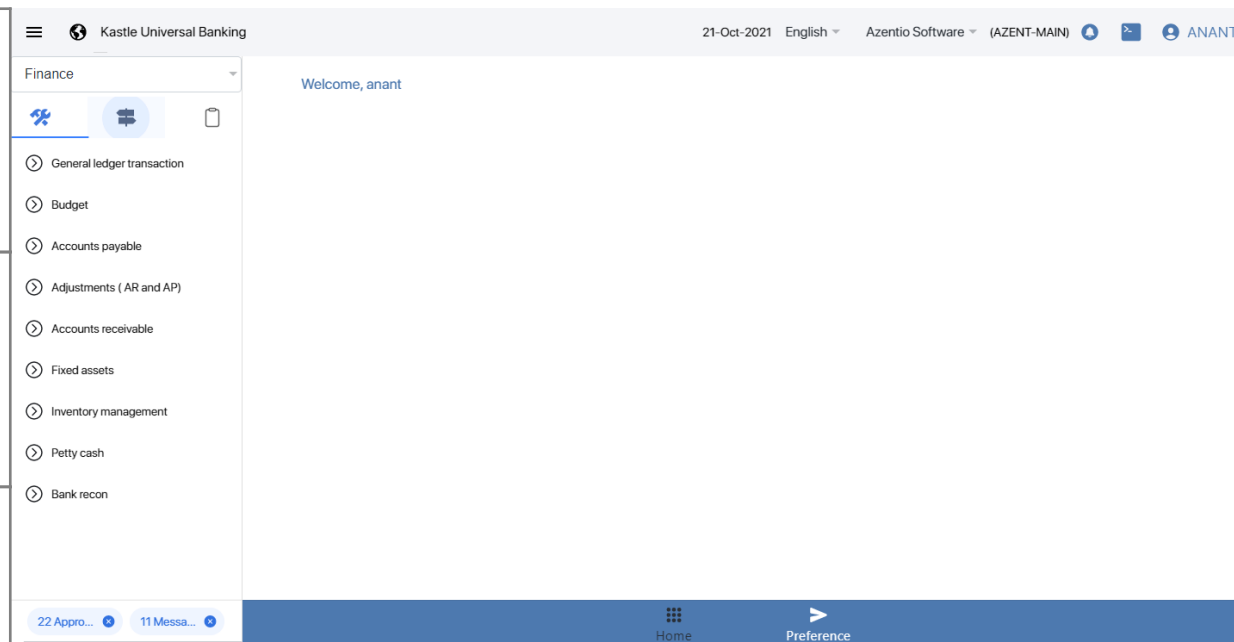 Kastle Universal Banking 21-Oct-2021 English Azentio Software (AZENT-MAIN) ANANT
Finance
Welcome, anant
General ledger transaction
Budget
Accounts payable
Adjustments ( AR and AP)
Accounts receivable
Fixed assets
Inventory management
Petty cash
Bank recon
22 Appro... 11 Messa...
Home Preference